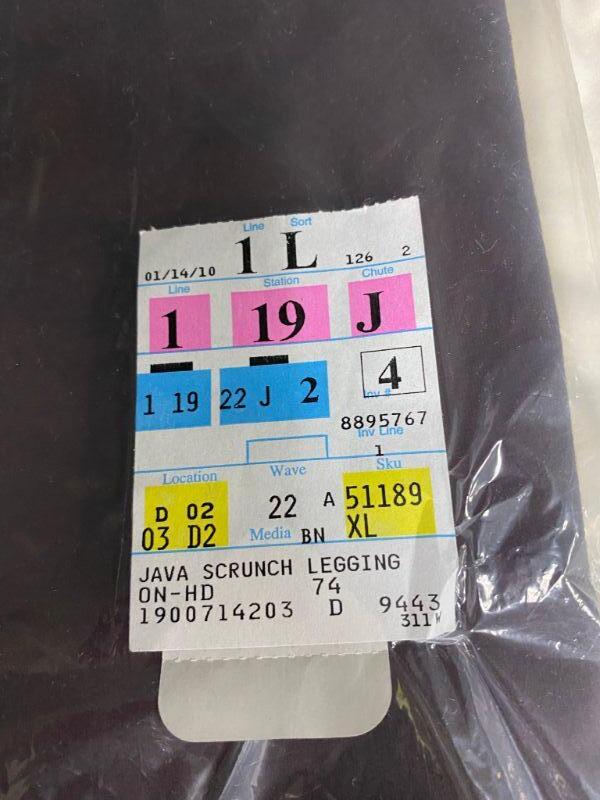 Line Sort
01/14/10 1 L 126 2
Line Station Chute
1 19 J
1 19 22 J 2 4
Inv #
8895767
Inv Line
1
Location Wave Sku
D 02 22 A 51189
03 D2 Media BN XL
JAVA SCRUNCH LEGGING
ON-HD 74
1900714203 D 9443
311